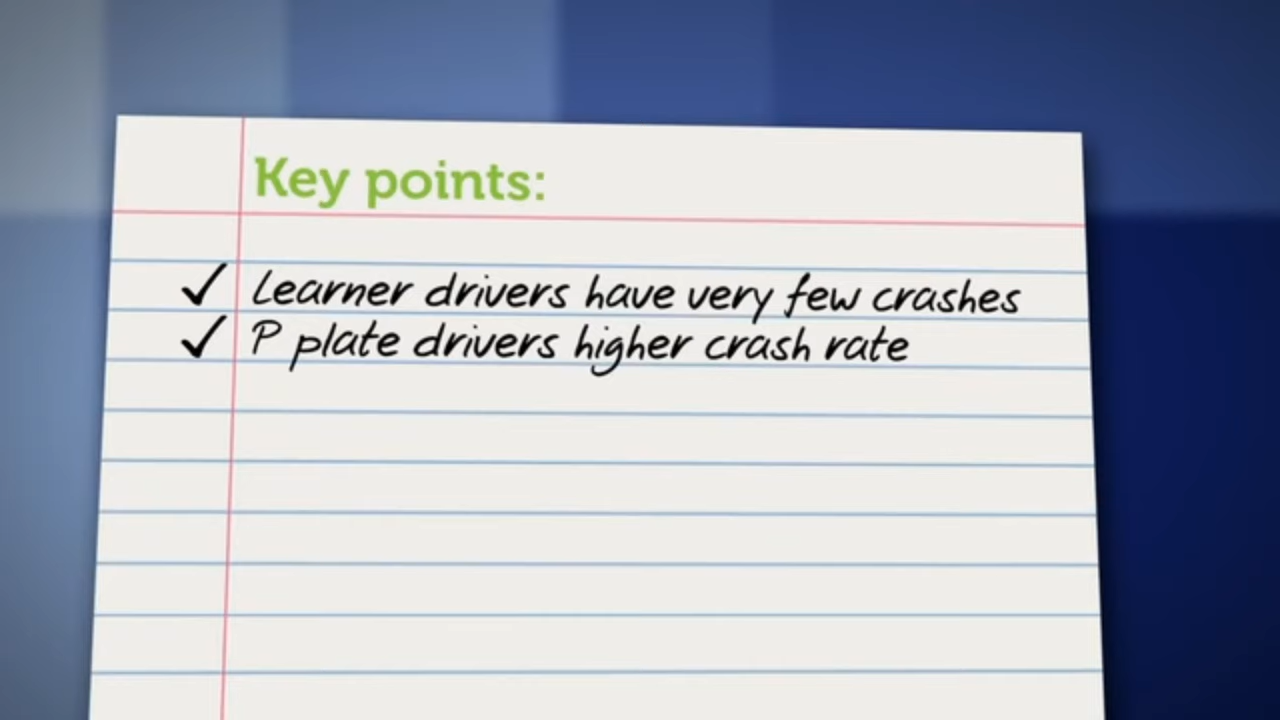 Key points:
✓ Learner drivers have very few crashes
✓ P plate drivers higher crash rate